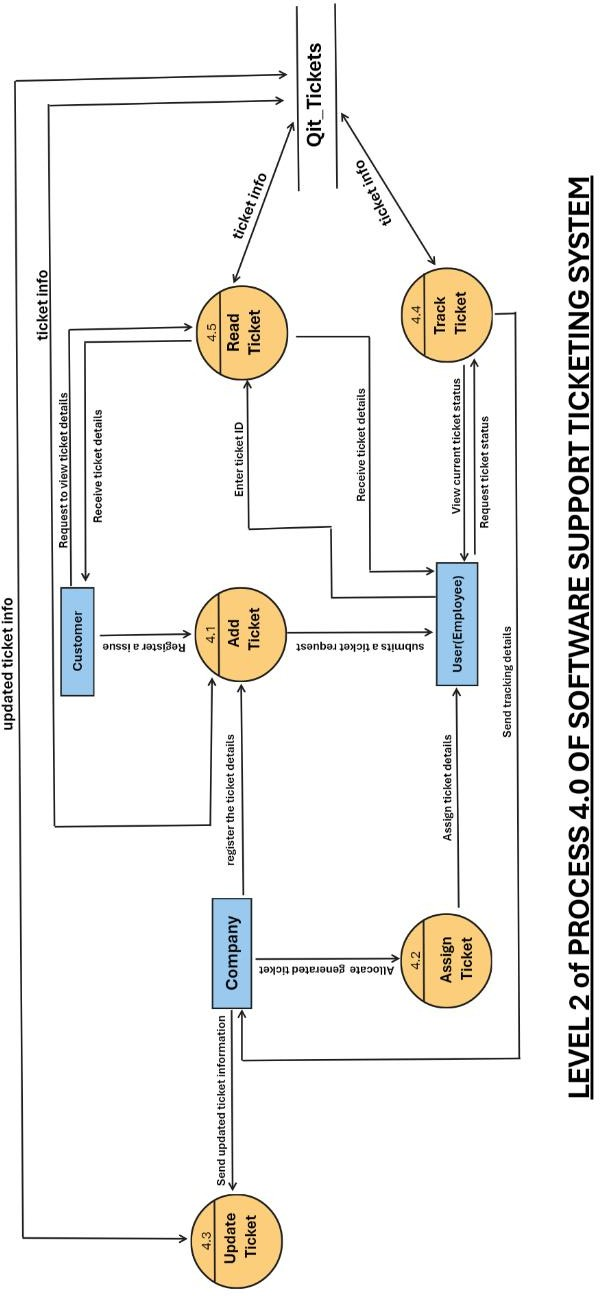 updated ticket info
ticket info
Request to view ticket details
Receive ticket details
Customer
Register a issue
4.3
Update
Ticket
Send updated ticket information
Company
register the ticket details
4.1
Add
Ticket
Enter ticket ID
4.5
Read
Ticket
ticket info
Qit_Tickets
Allocate generated ticket
submits a ticket request
Receive ticket details
ticket info
4.2
Assign
Ticket
Assign ticket details
User(Employee)
View current ticket status
Request ticket status
4.4
Track
Ticket
Send tracking details
LEVEL 2 of PROCESS 4.0 OF SOFTWARE SUPPORT TICKETING SYSTEM